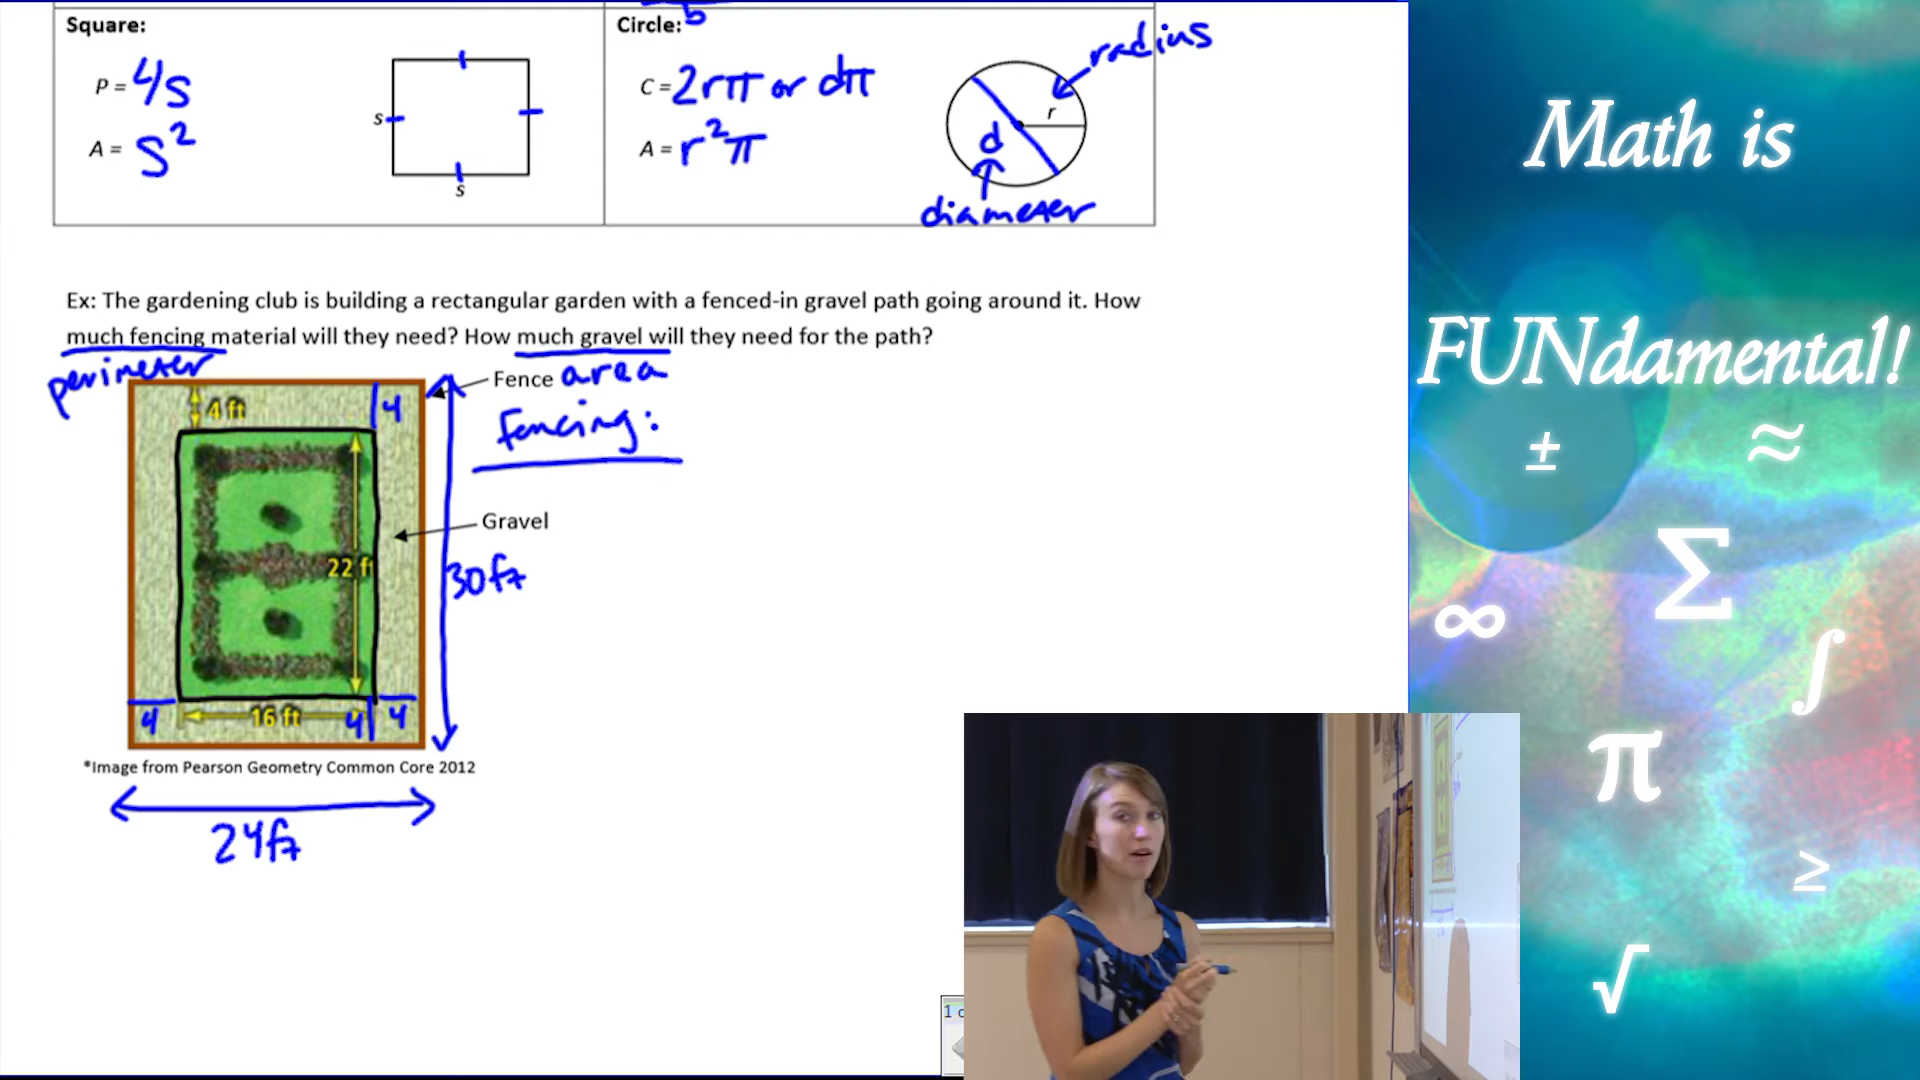 b
Square:
P = 4s
A = s²
s
s
Circle:
C = 2rπ or dπ
A = r²π
radius
r
d
diameter
Ex: The gardening club is building a rectangular garden with a fenced-in gravel path going around it. How
much fencing material will they need? How much gravel will they need for the path?
perimeter
Fence area
4 ft
4
Fencing:
Gravel
22 f
30ft
4
16 ft
4
4
*Image from Pearson Geometry Common Core 2012
24ft
Math is
FUNdamental!
± ≈
Σ
∞
∫
π
≥
√